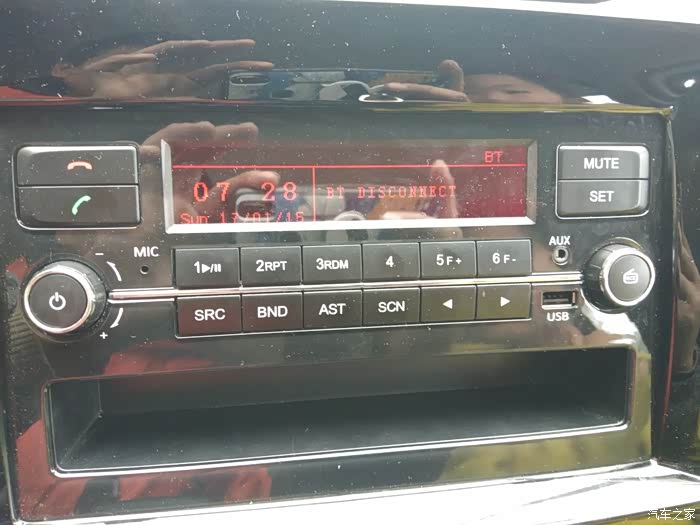 BT
MUTE
07 28
BT DISCONNECT
SET
Sun 17/01/15
MIC
AUX
1▶/II 2RPT 3RDM 4 5F+ 6F-
SRC BND AST SCN ◀ ▶
USB
汽车之家